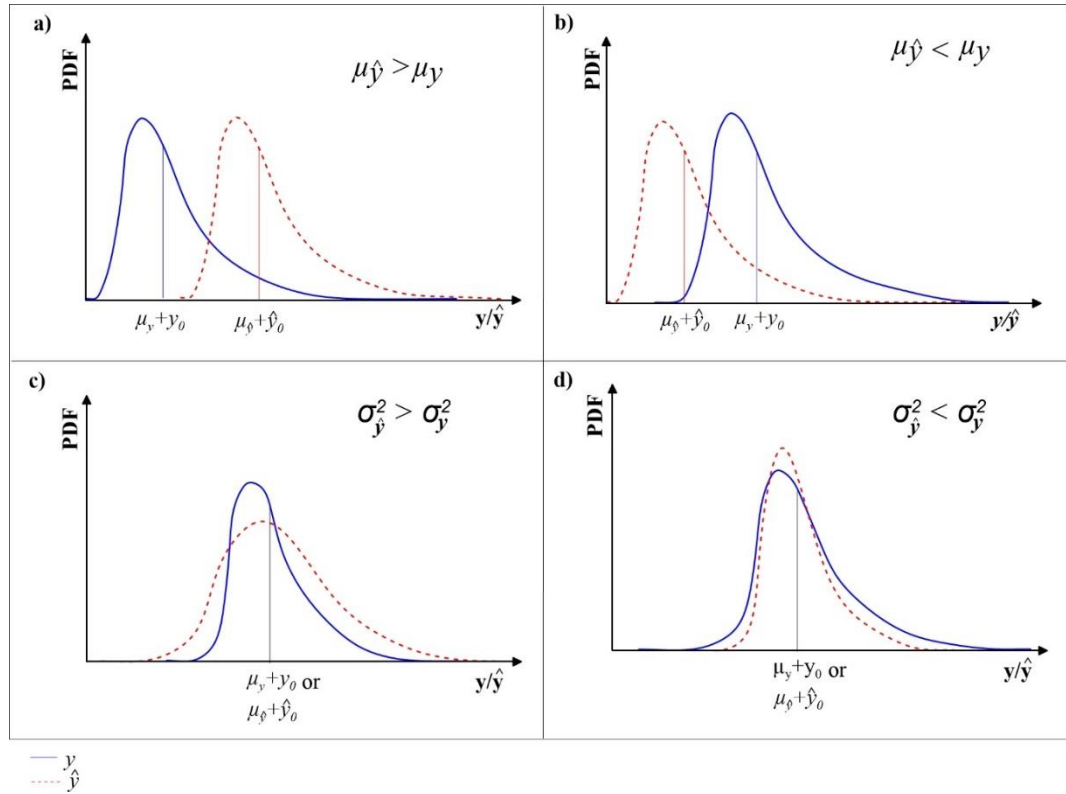 a)
PDF
μŷ > μy
μy+y0
μŷ+ŷ0
y/ŷ
b)
PDF
μŷ < μy
μŷ+ŷ0
μy+y0
y/ŷ
c)
PDF
σ²ŷ > σ²y
μy+y0 or
μŷ+ŷ0
y/ŷ
d)
PDF
σ²ŷ < σ²y
μy+y0 or
μŷ+ŷ0
y/ŷ
y
ŷ